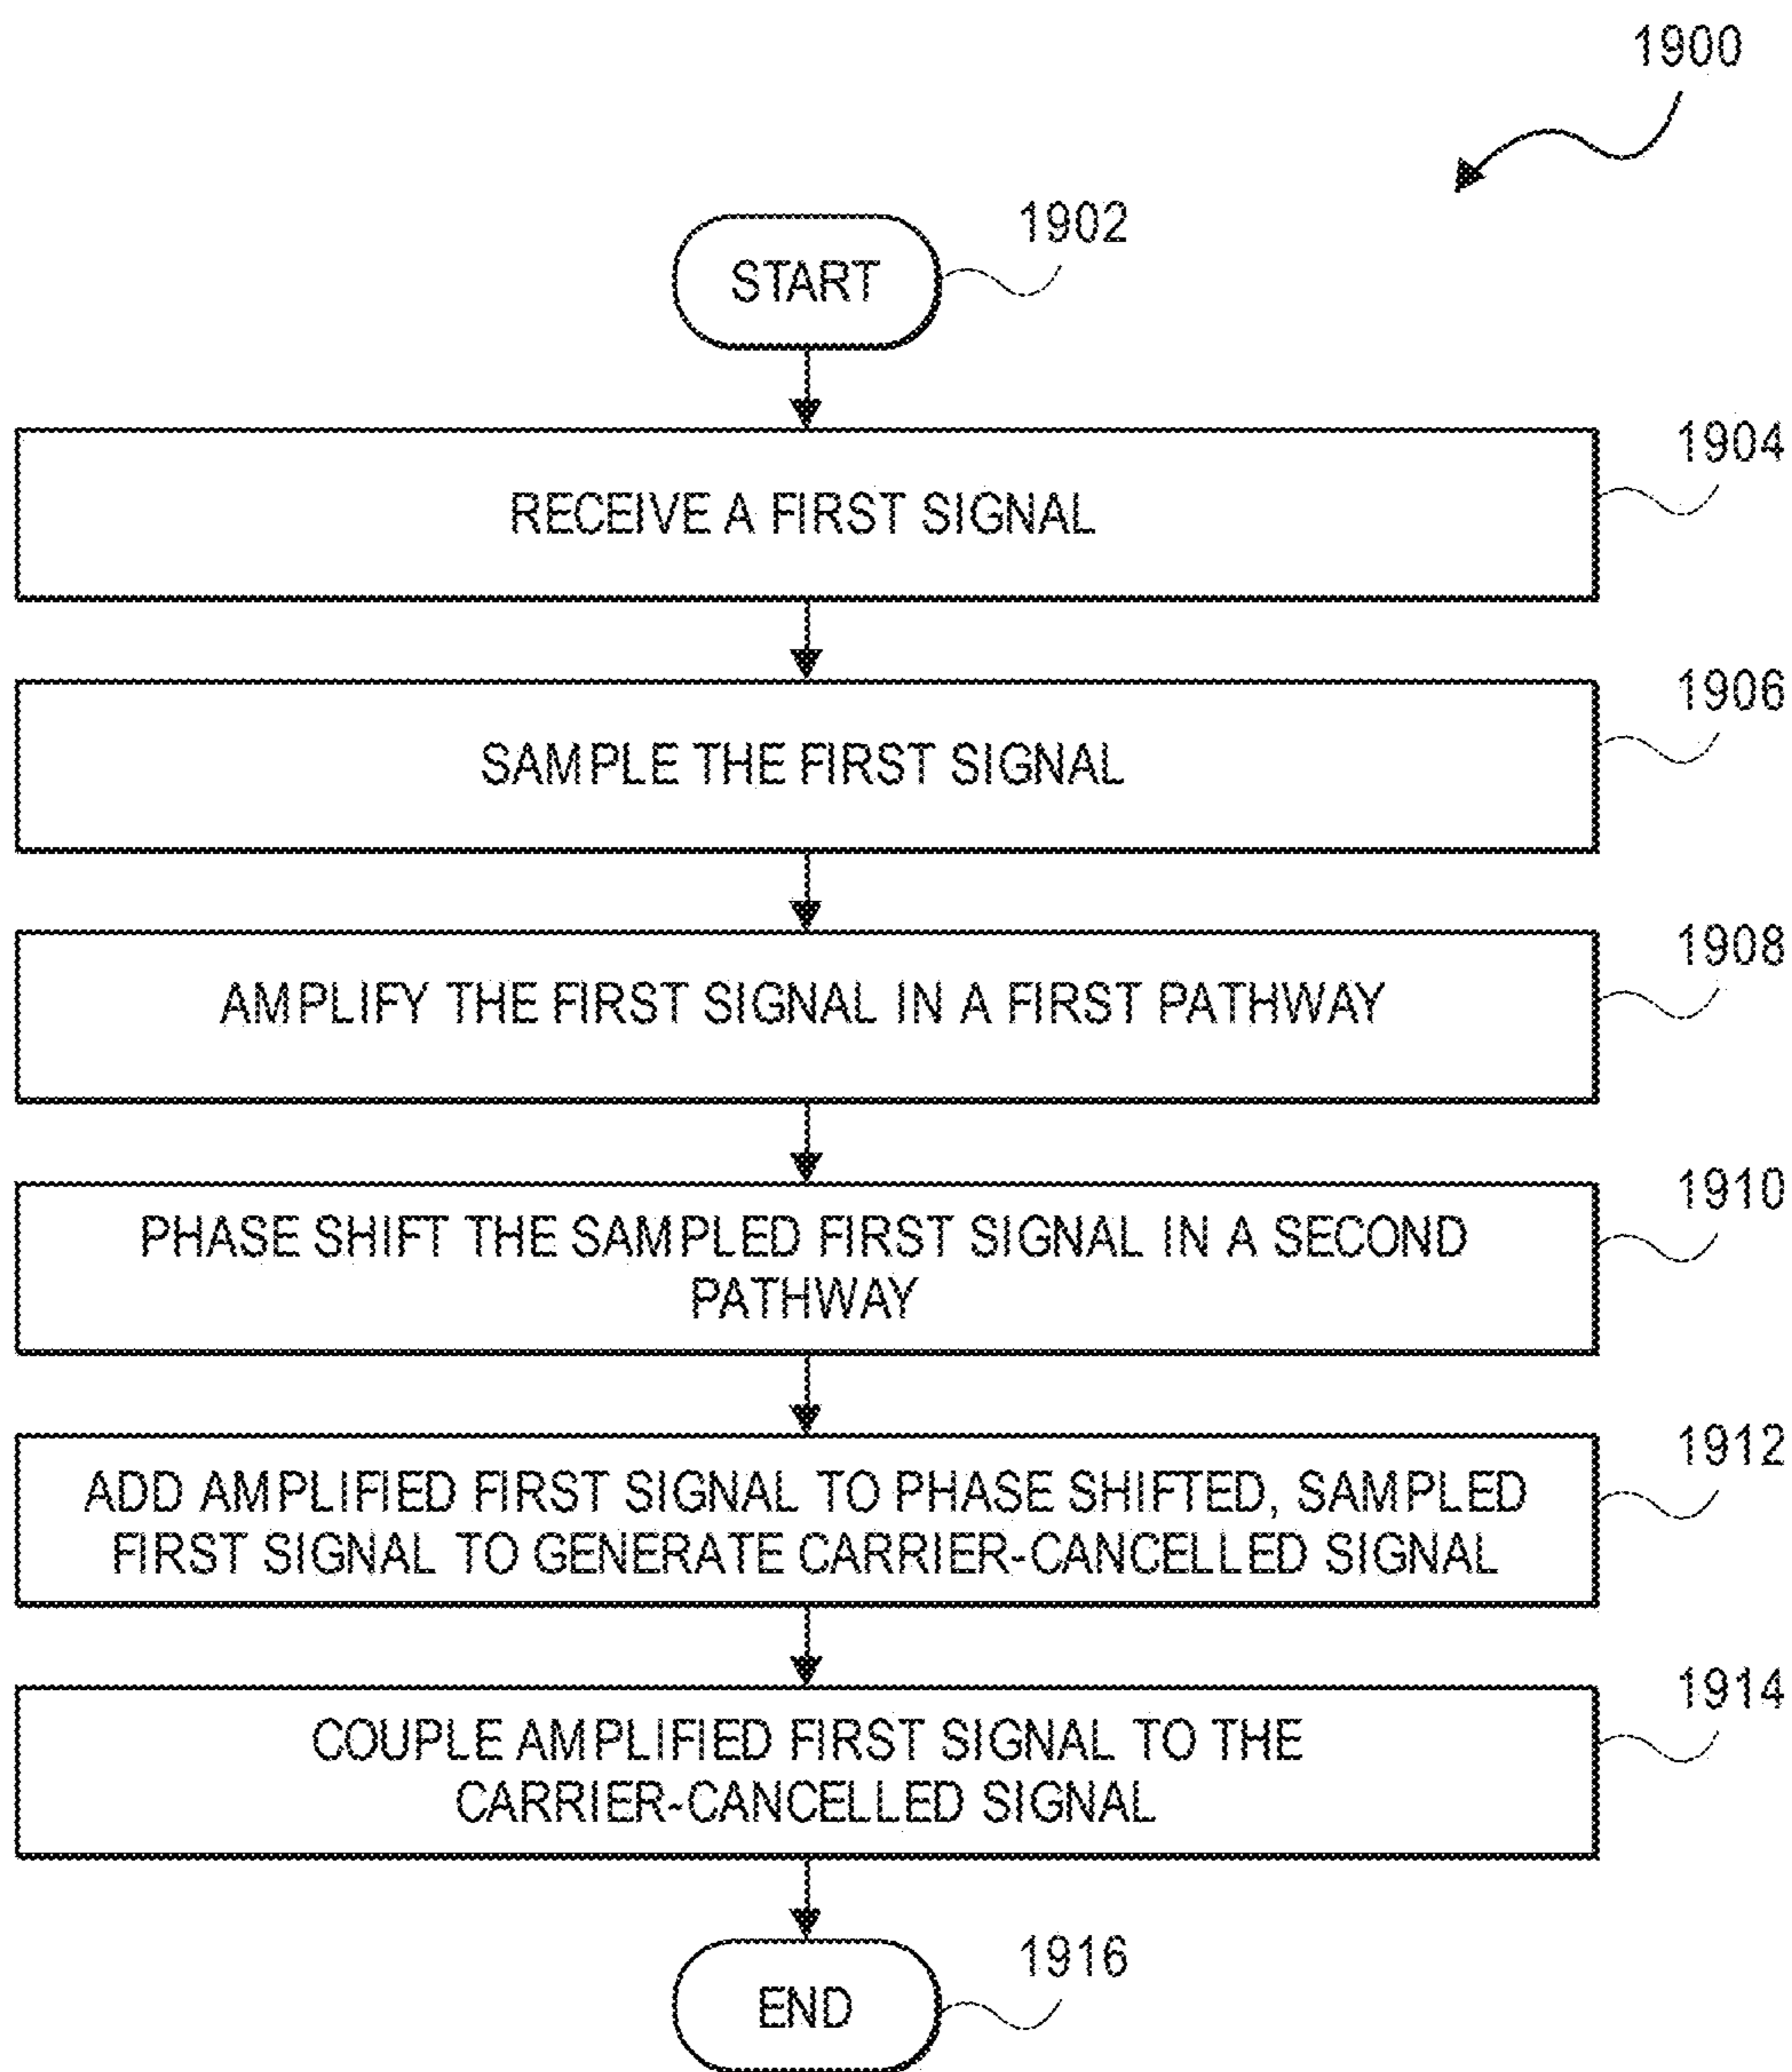 1900
START
1902
RECEIVE A FIRST SIGNAL
1904
SAMPLE THE FIRST SIGNAL
1906
AMPLIFY THE FIRST SIGNAL IN A FIRST PATHWAY
1908
PHASE SHIFT THE SAMPLED FIRST SIGNAL IN A SECOND
PATHWAY
1910
ADD AMPLIFIED FIRST SIGNAL TO PHASE SHIFTED, SAMPLED
FIRST SIGNAL TO GENERATE CARRIER-CANCELLED SIGNAL
1912
COUPLE AMPLIFIED FIRST SIGNAL TO THE
CARRIER-CANCELLED SIGNAL
1914
END
1916